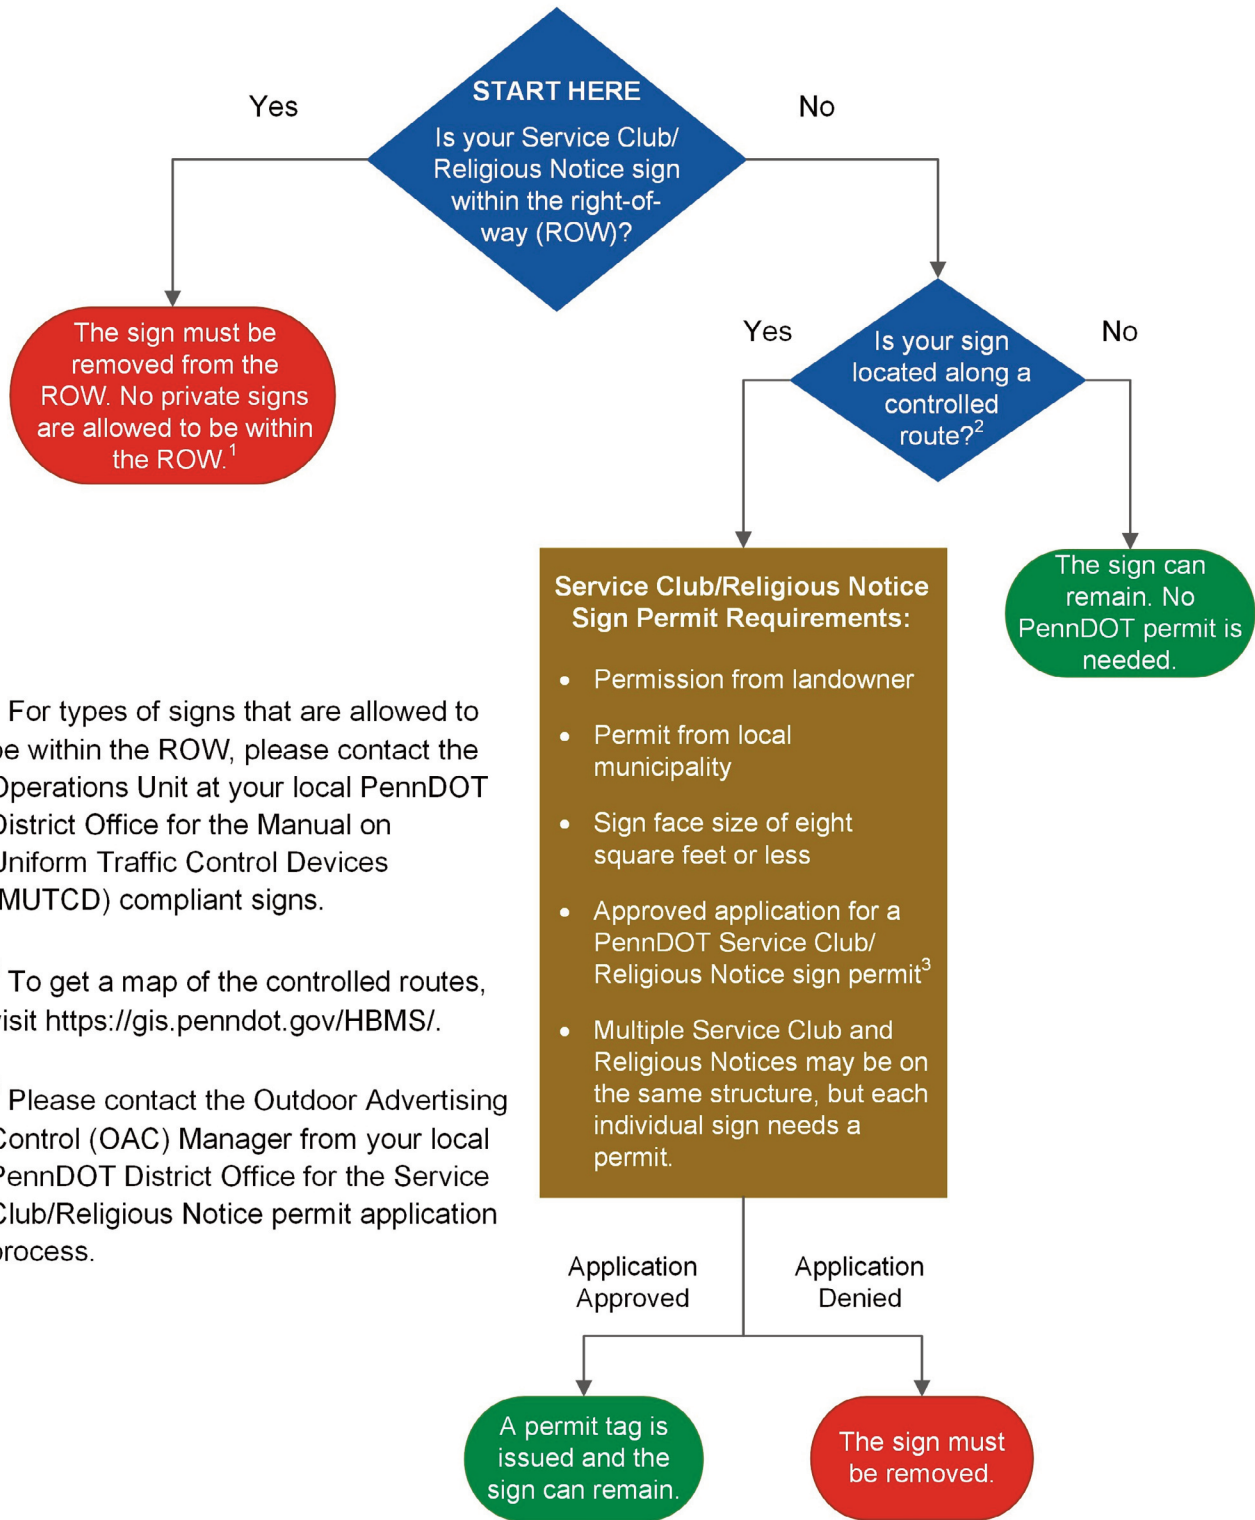 START HERE
Is your Service Club/
Religious Notice sign
within the right-of-
way (ROW)?
Yes
No
The sign must be
removed from the
ROW. No private signs
are allowed to be within
the ROW.1
Is your sign
located along a
controlled
route?2
Yes
No
The sign can
remain. No
PennDOT permit is
needed.
Service Club/Religious Notice
Sign Permit Requirements:
• Permission from landowner
• Permit from local
municipality
• Sign face size of eight
square feet or less
• Approved application for a
PennDOT Service Club/
Religious Notice sign permit3
• Multiple Service Club and
Religious Notices may be on
the same structure, but each
individual sign needs a
permit.
Application
Approved
Application
Denied
A permit tag is
issued and the
sign can remain.
The sign must
be removed.
For types of signs that are allowed to
be within the ROW, please contact the
Operations Unit at your local PennDOT
District Office for the Manual on
Uniform Traffic Control Devices
(MUTCD) compliant signs.
To get a map of the controlled routes,
visit https://gis.penndot.gov/HBMS/.
Please contact the Outdoor Advertising
Control (OAC) Manager from your local
PennDOT District Office for the Service
Club/Religious Notice permit application
process.